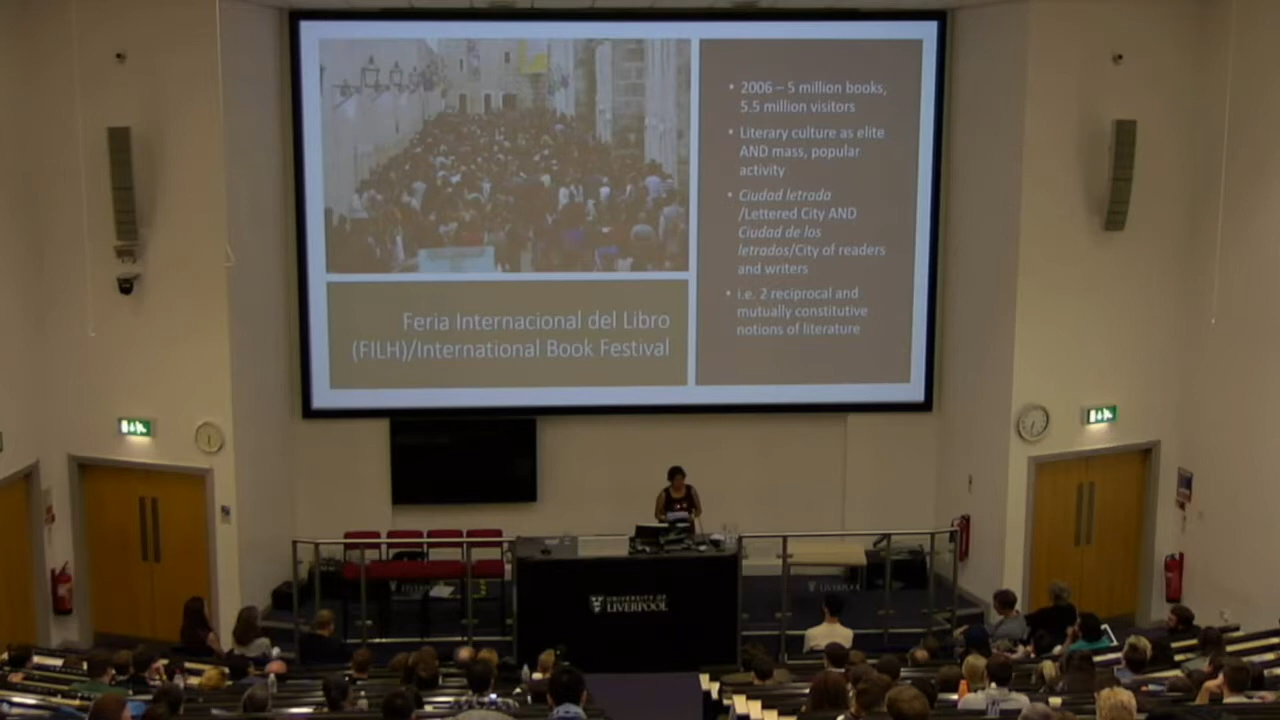 • 2006 – 5 million books,
5.5 million visitors
• Literary culture as elite
AND mass, popular
activity
• Ciudad letrada
/Lettered City AND
Ciudad de los
letrados/City of readers
and writers
• i.e. 2 reciprocal and
mutually constitutive
notions of literature
Feria Internacional del Libro
(FILH)/International Book Festival
UNIVERSITY OF
LIVERPOOL
LIVERPOOL
LIVERPOOL